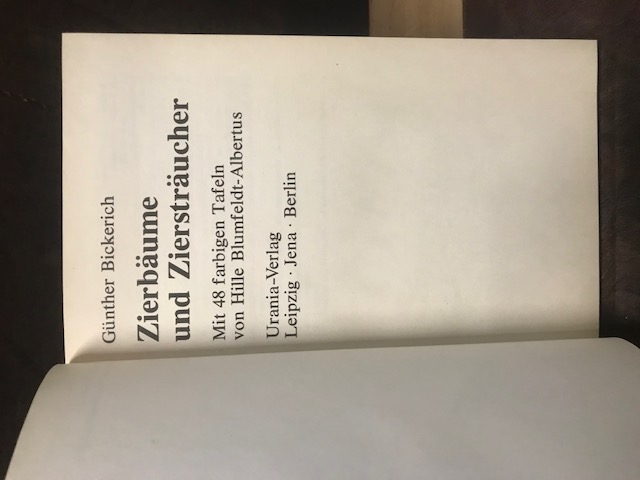 Günther Bickerich
Zierbäume
und Ziersträucher
Mit 48 farbigen Tafeln
von Hille Blumfeldt-Albertus
Urania-Verlag
Leipzig · Jena · Berlin